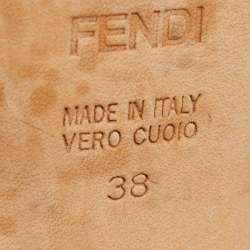 FENDI
MADE IN ITALY
VERO CUOIO
38